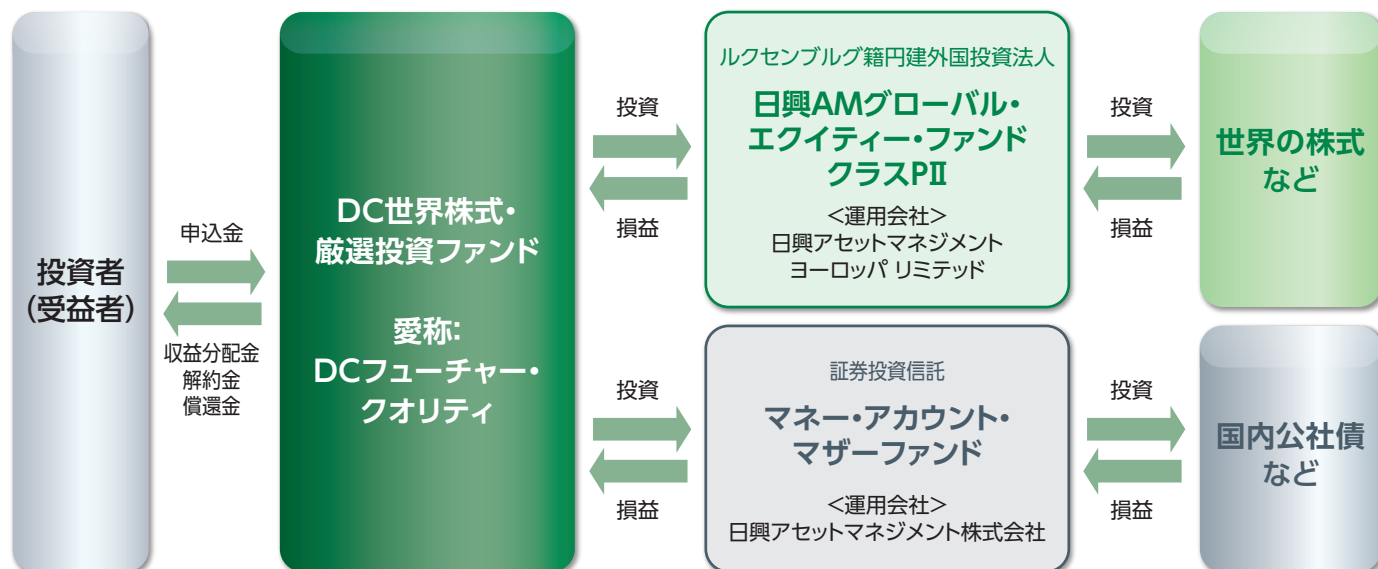 投資者
(受益者)
申込金
収益分配金
解約金
償還金
DC世界株式・
厳選投資ファンド
愛称:
DCフューチャー・
クオリティ
投資
損益
ルクセンブルグ籍円建外国投資法人
日興AMグローバル・
エクイティー・ファンド
クラスPⅡ
<運用会社>
日興アセットマネジメント
ヨーロッパ リミテッド
投資
損益
世界の株式
など
投資
損益
証券投資信託
マネー・アカウント・
マザーファンド
<運用会社>
日興アセットマネジメント株式会社
投資
損益
国内公社債
など